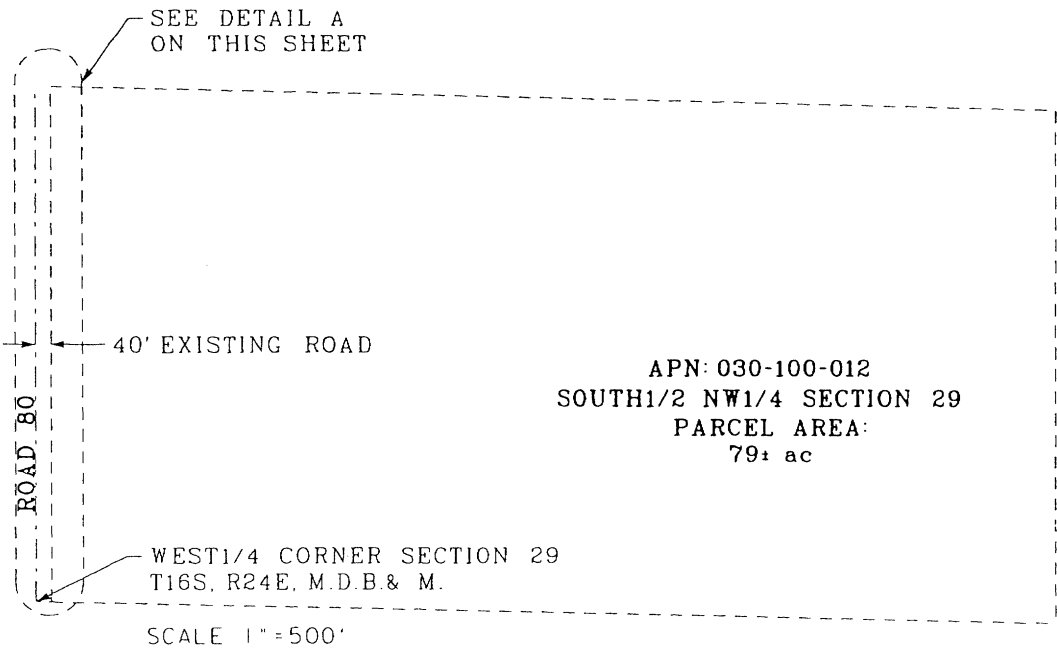 SEE DETAIL A
ON THIS SHEET
40' EXISTING ROAD
APN: 030-100-012
SOUTH1/2 NW1/4 SECTION 29
PARCEL AREA:
79± ac
ROAD 80
WEST1/4 CORNER SECTION 29
T16S, R24E, M.D.B.& M.
SCALE 1"=500'